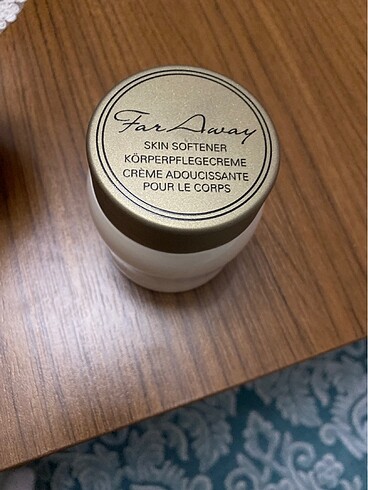 Far Away
SKIN SOFTENER
KÖRPERPFLEGECREME
CRÈME ADOUCISSANTE
POUR LE CORPS